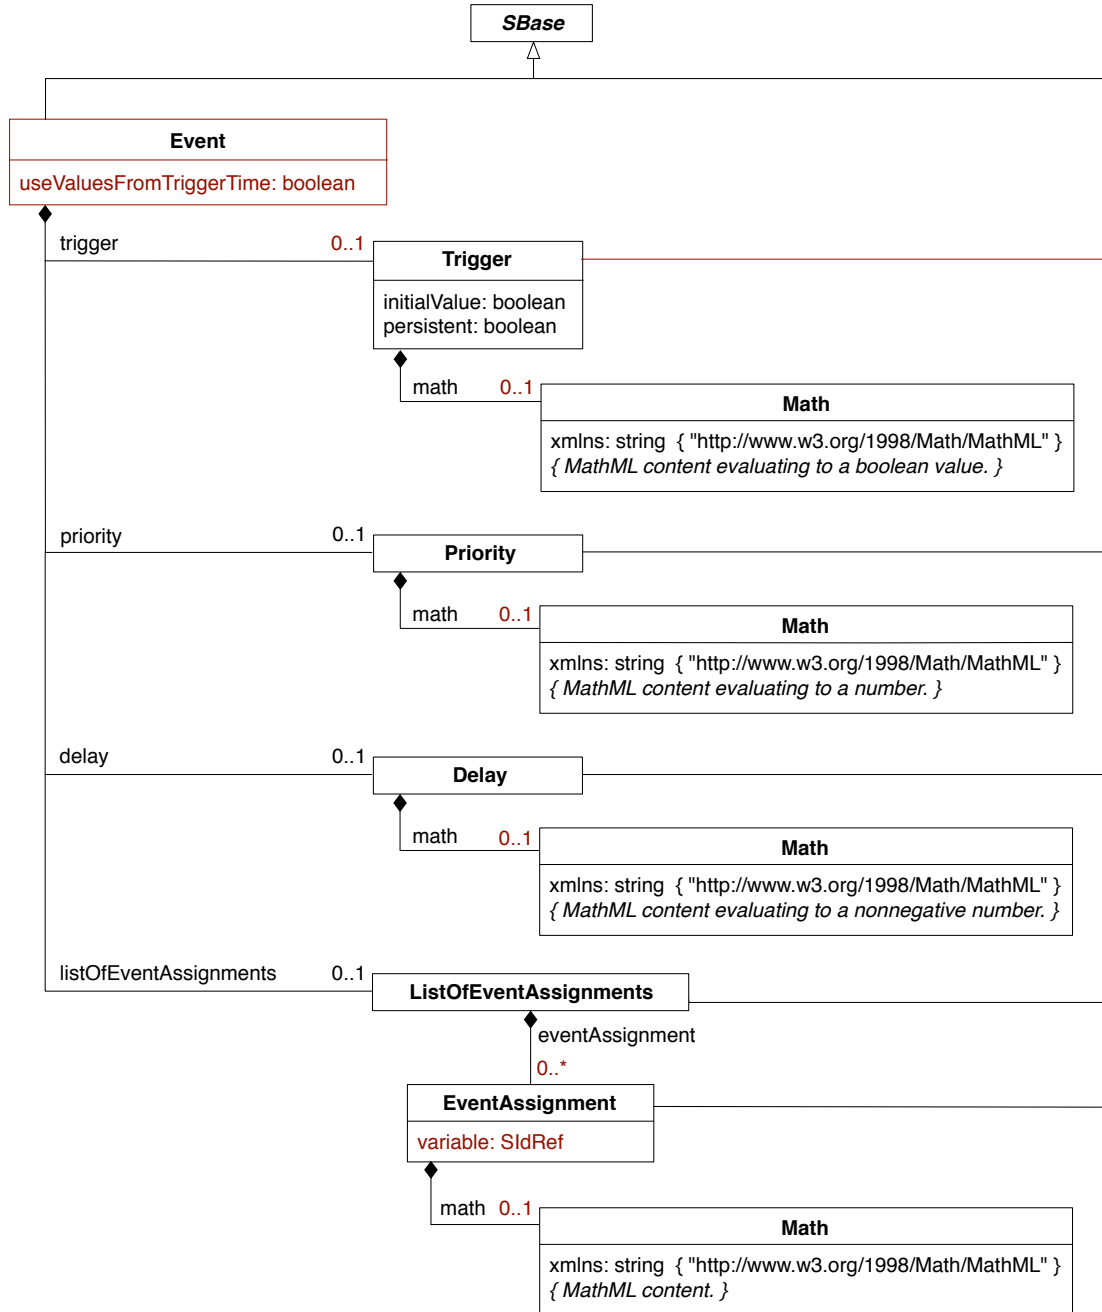 SBase
Event
useValuesFromTriggerTime: boolean
trigger 0..1
Trigger
initialValue: boolean
persistent: boolean
math 0..1
Math
xmlns: string { "http://www.w3.org/1998/Math/MathML" }
{ MathML content evaluating to a boolean value. }
priority 0..1
Priority
math 0..1
Math
xmlns: string { "http://www.w3.org/1998/Math/MathML" }
{ MathML content evaluating to a number. }
delay 0..1
Delay
math 0..1
Math
xmlns: string { "http://www.w3.org/1998/Math/MathML" }
{ MathML content evaluating to a nonnegative number. }
listOfEventAssignments 0..1
ListOfEventAssignments
eventAssignment
0..*
EventAssignment
variable: SIdRef
math 0..1
Math
xmlns: string { "http://www.w3.org/1998/Math/MathML" }
{ MathML content. }